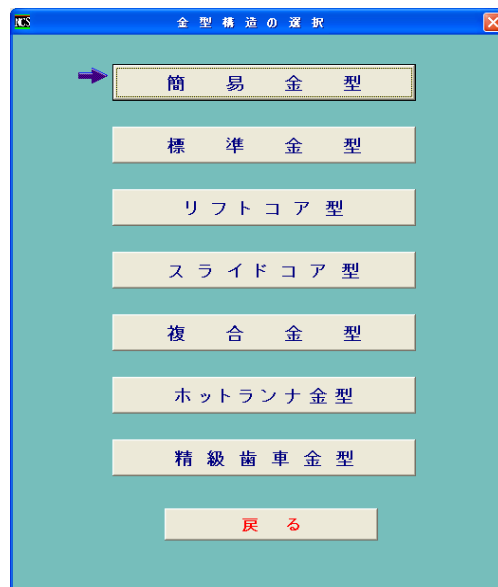 NCS 金型構造の選択
簡易金型
標準金型
リフトコア型
スライドコア型
複合金型
ホットランナ金型
精級歯車金型
戻る